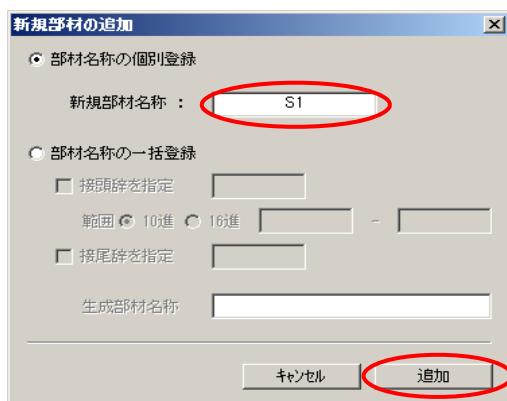 新規部材の追加
部材名称の個別登録
新規部材名称 : S1
部材名称の一括登録
接頭辞を指定
範囲 10進 16進 -
接尾辞を指定
生成部材名称
キャンセル 追加